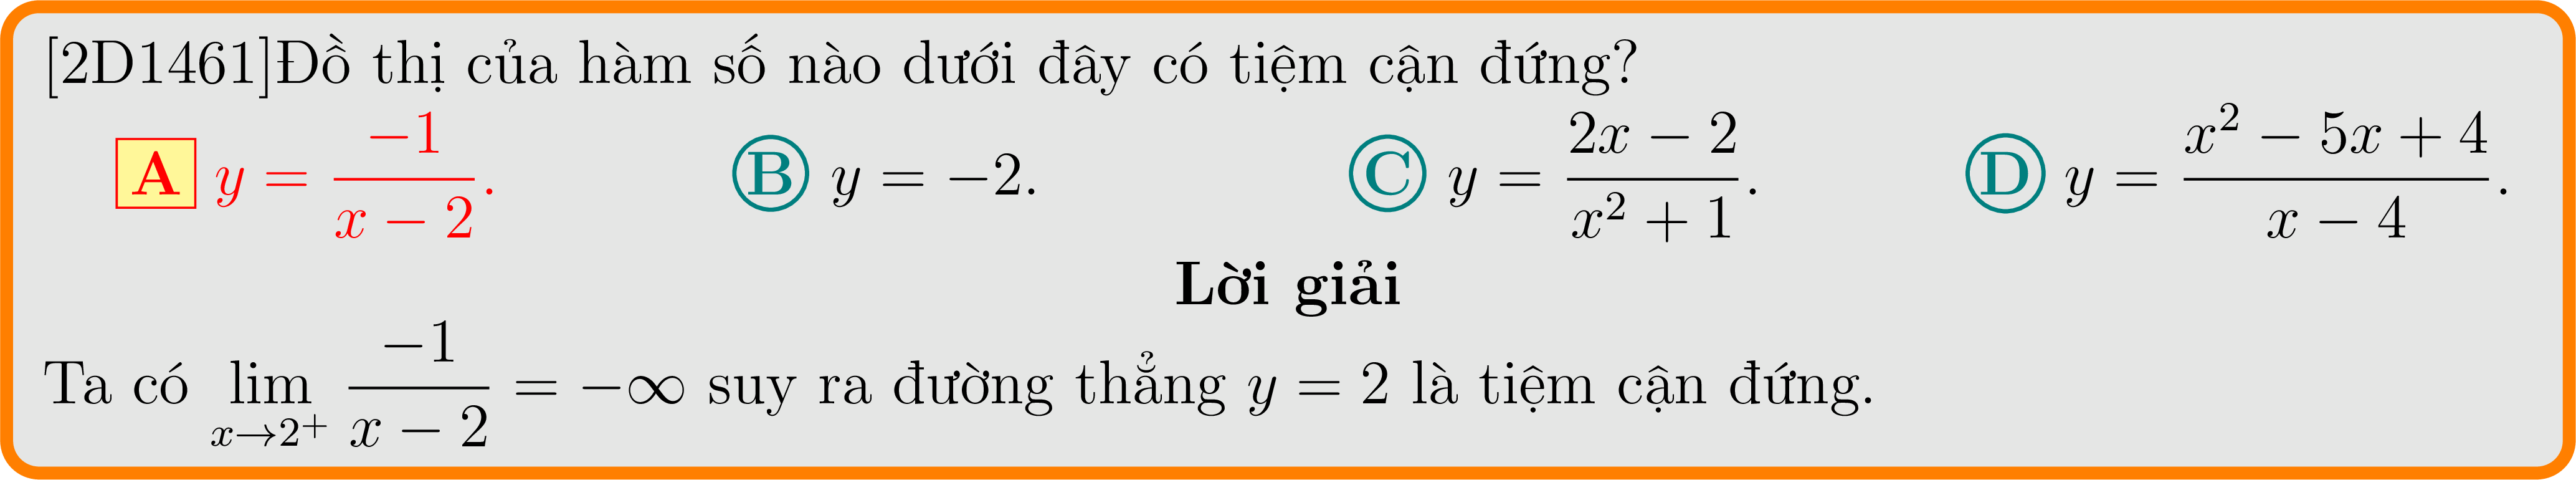 [2D1461]Đồ thị của hàm số nào dưới đây có tiệm cận đứng?
A y = \frac{-1}{x - 2}. B y = -2. C y = \frac{2x - 2}{x^2 + 1}. D y = \frac{x^2 - 5x + 4}{x - 4}.
Lời giải
Ta có \lim_{x \to 2^+} \frac{-1}{x - 2} = -\infty suy ra đường thẳng y = 2 là tiệm cận đứng.